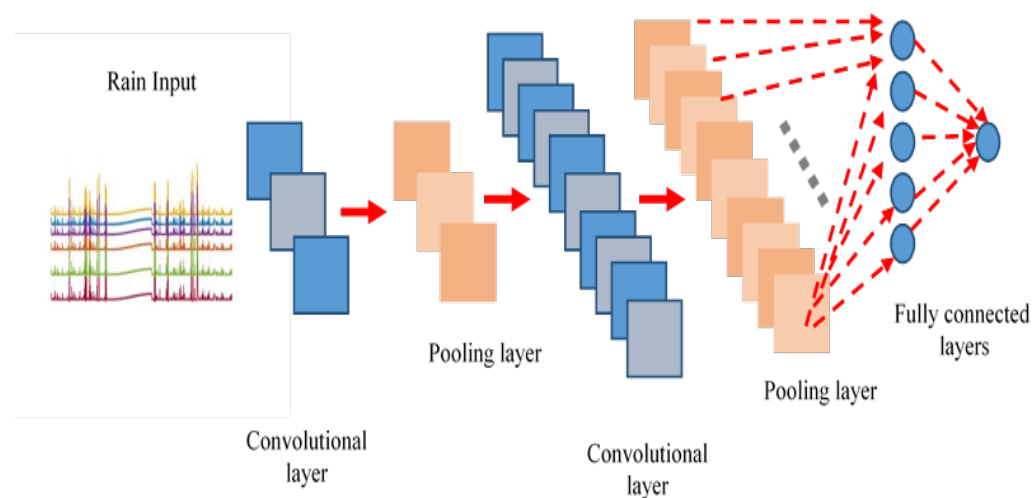 Rain Input
Convolutional
layer
Pooling layer
Convolutional
layer
Pooling layer
Fully connected
layers